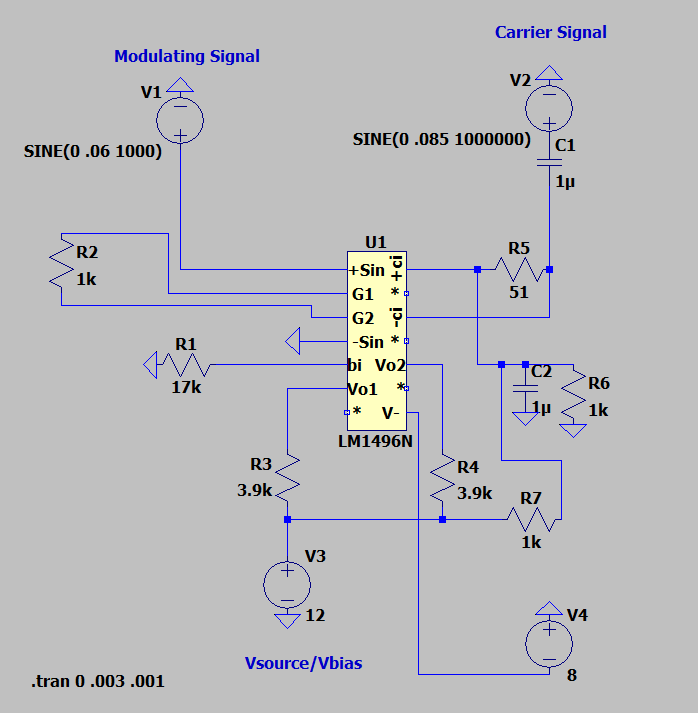 Carrier Signal
Modulating Signal
V2
V1
SINE(0 .085 1000000)
C1
SINE(0 .06 1000)
1µ
U1
R2
1k
R5
51
+Sin
+ci
G1
*
G2
-ci
-Sin
*
R1
17k
bi
Vo2
Vo1
*
*
V-
LM1496N
C2
1µ
R6
1k
R3
3.9k
R4
3.9k
R7
1k
V3
12
V4
8
Vsource/Vbias
.tran 0 .003 .001